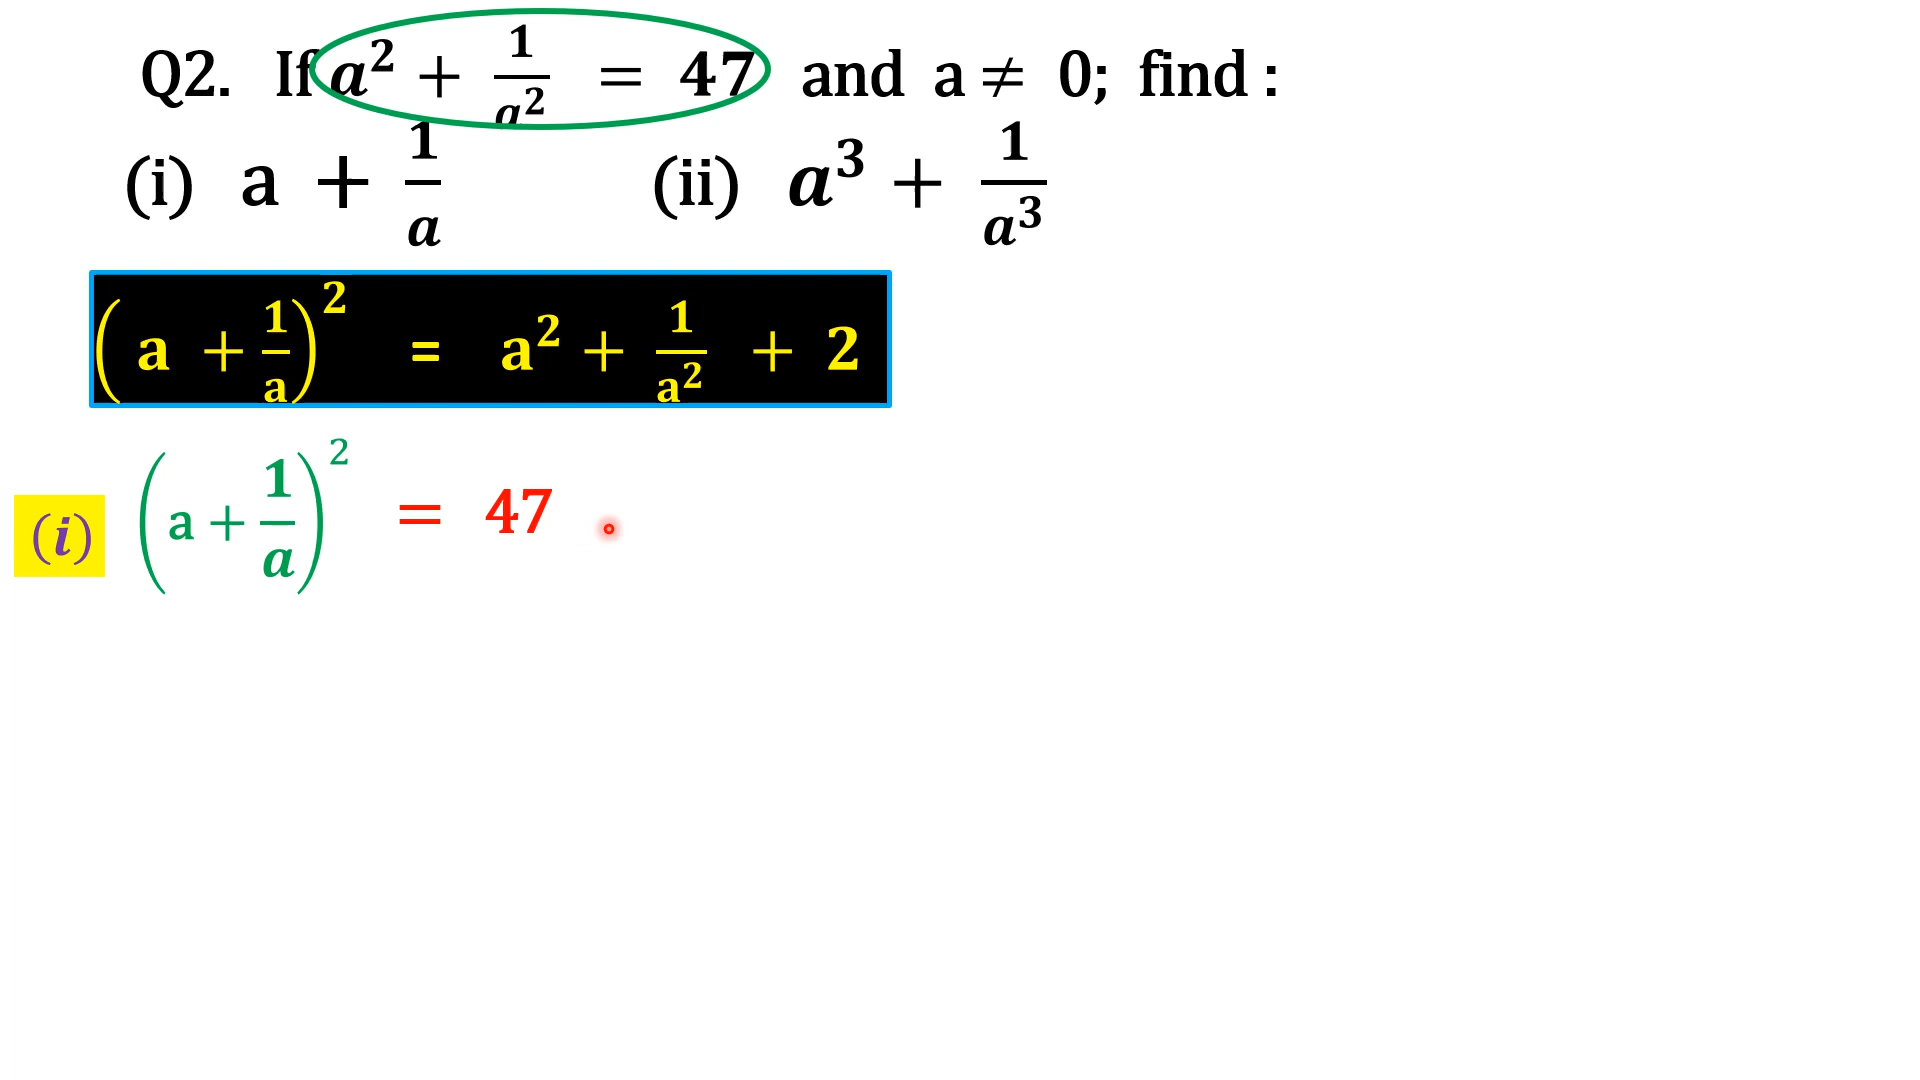 Q2. If a² + 1/a² = 47 and a ≠ 0; find :
(i) a + 1/a (ii) a³ + 1/a³
(a + 1/a)² = a² + 1/a² + 2
(i) (a + 1/a)² = 47